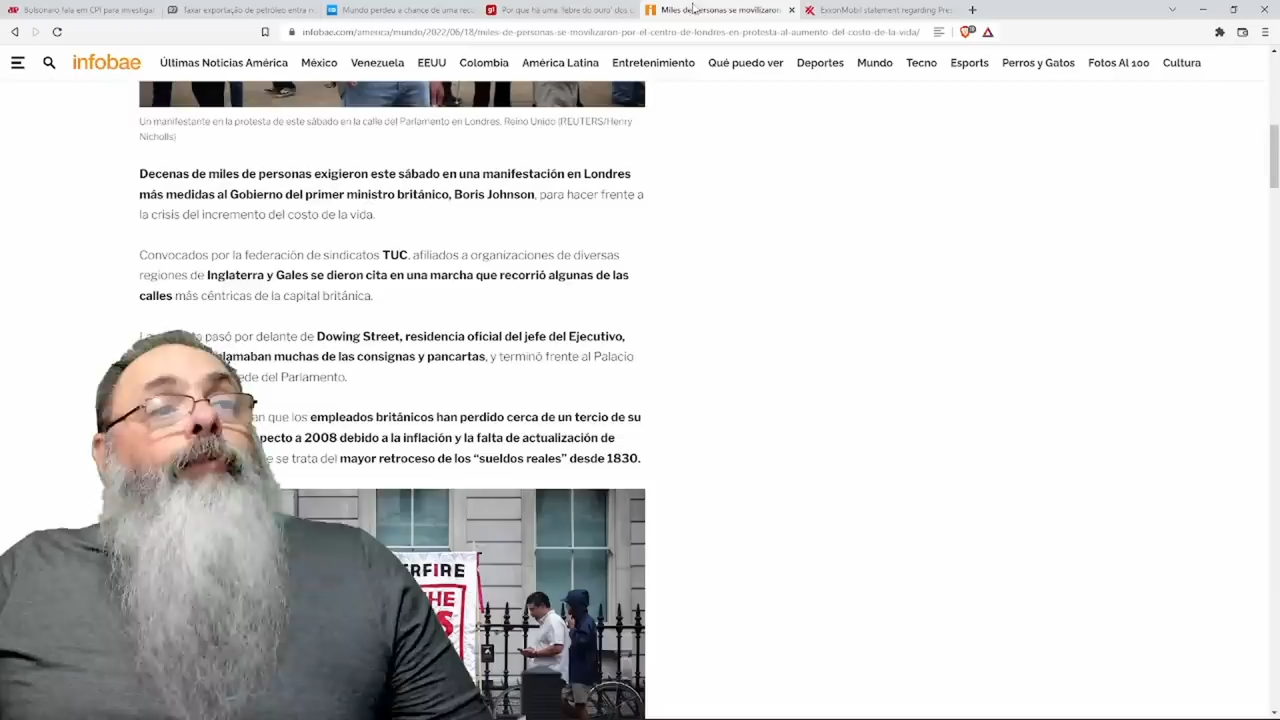 Bolsonaro fala em CPI para investigar
Taxar exportação de petróleo entra n
Mundo perdeu a chance de uma rec
Por que há uma 'febre do ouro' dos
Miles de personas se movilizaron
ExxonMobil statement regarding Pres
infobae.com/america/mundo/2022/06/18/miles-de-personas-se-movilizaron-por-el-centro-de-londres-en-protesta-al-aumento-del-costo-de-la-vida/
infobae
Últimas Noticias América
México
Venezuela
EEUU
Colombia
América Latina
Entretenimiento
Qué puedo ver
Deportes
Mundo
Tecno
Esports
Perros y Gatos
Fotos Al 100
Cultura
Un manifestante en la protesta de este sábado en la calle del Parlamento en Londres, Reino Unido (REUTERS/Henry
Nicholls)
Decenas de miles de personas exigieron este sábado en una manifestación en Londres
más medidas al Gobierno del primer ministro británico, Boris Johnson, para hacer frente a
la crisis del incremento del costo de la vida.
Convocados por la federación de sindicatos TUC, afiliados a organizaciones de diversas
regiones de Inglaterra y Gales se dieron cita en una marcha que recorrió algunas de las
calles más céntricas de la capital británica.
La pasó por delante de Dowing Street, residencia oficial del jefe del Ejecutivo,
lamaban muchas de las consignas y pancartas, y terminó frente al Palacio
ede del Parlamento.
an que los empleados británicos han perdido cerca de un tercio de su
pecto a 2008 debido a la inflación y la falta de actualización de
e se trata del mayor retroceso de los “sueldos reales” desde 1830.
RFIRE
HE
S